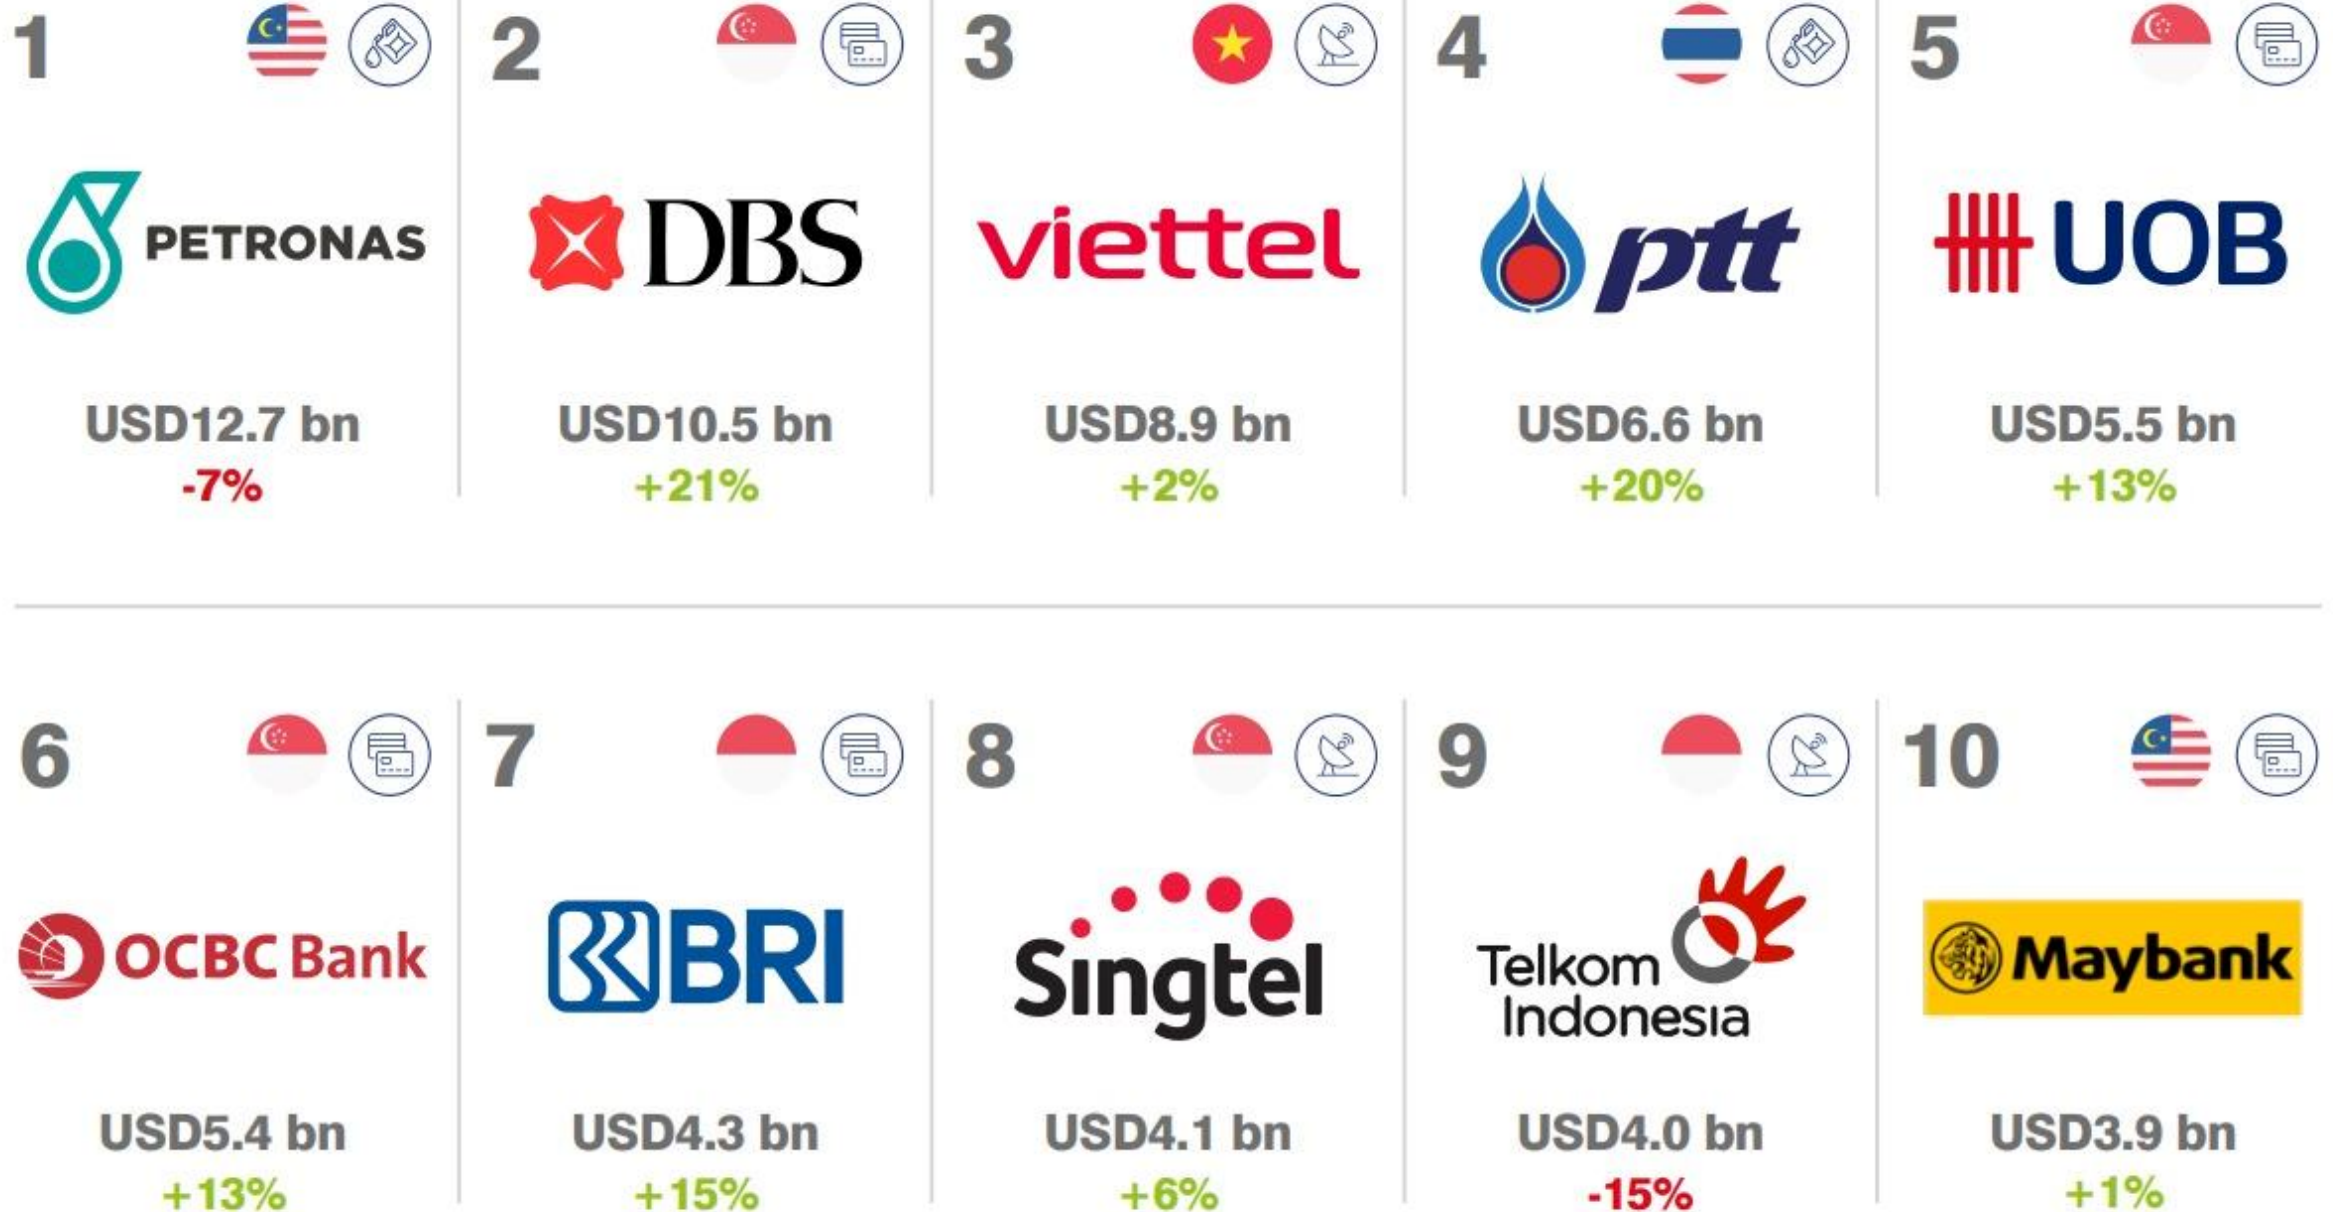 1
PETRONAS
USD12.7 bn
-7%
2
DBS
USD10.5 bn
+21%
3
viettel
USD8.9 bn
+2%
4
ptt
USD6.6 bn
+20%
5
UOB
USD5.5 bn
+13%
6
OCBC Bank
USD5.4 bn
+13%
7
BRI
USD4.3 bn
+15%
8
Singtel
USD4.1 bn
+6%
9
Telkom
Indonesia
USD4.0 bn
-15%
10
Maybank
USD3.9 bn
+1%